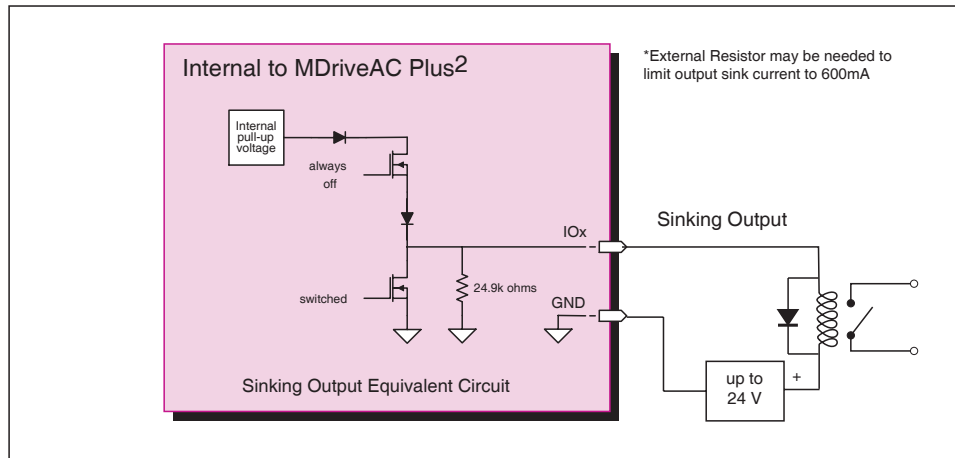 Internal to MDriveAC Plus2
*External Resistor may be needed to
limit output sink current to 600mA
Internal
pull-up
voltage
always
off
Sinking Output
IOx
switched
24.9k ohms
GND
up to
24 V
+
Sinking Output Equivalent Circuit